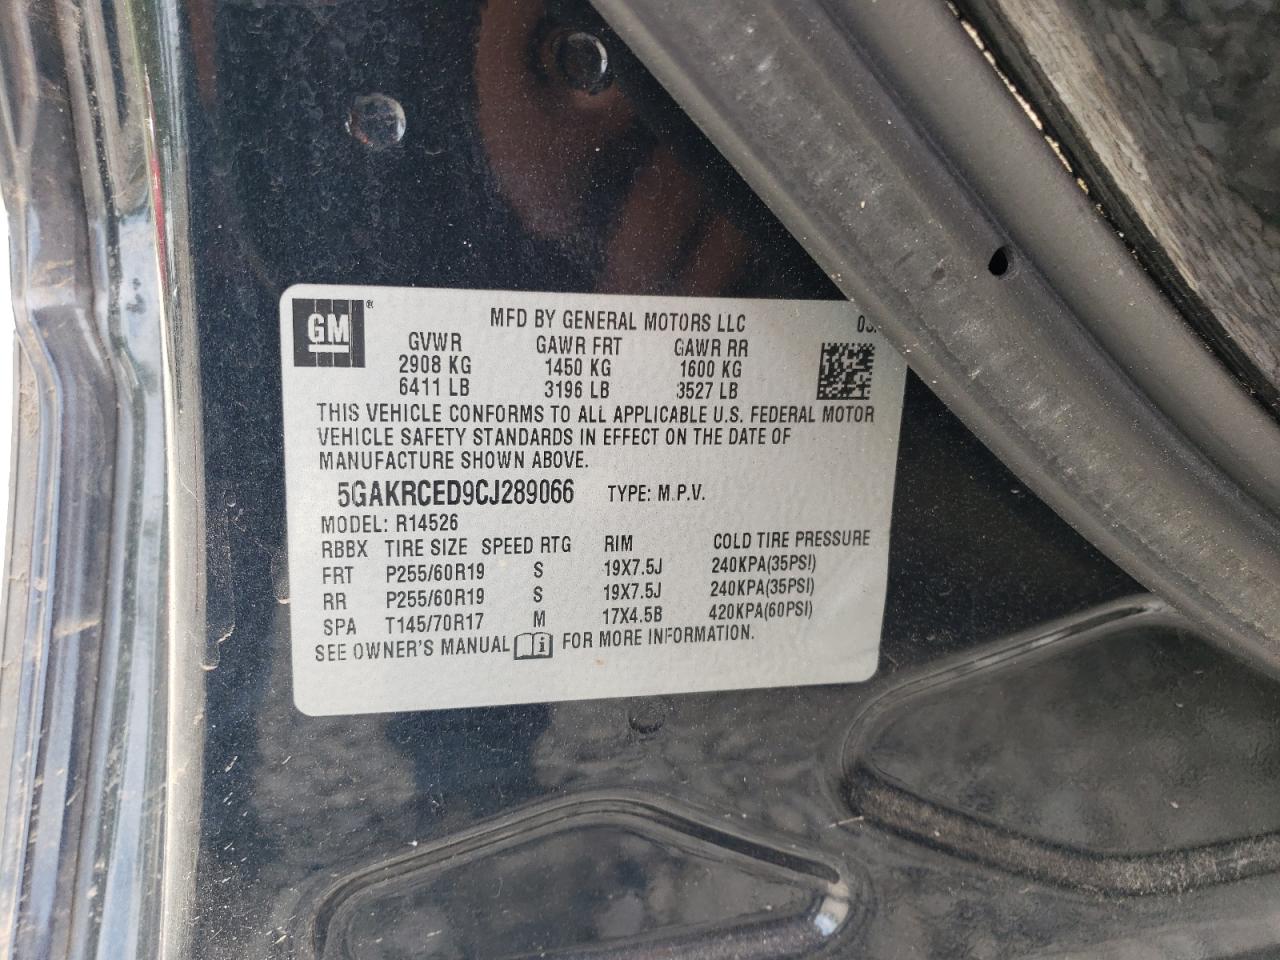 GM ®
MFD BY GENERAL MOTORS LLC
GVWR GAWR FRT GAWR RR
2908 KG 1450 KG 1600 KG
6411 LB 3196 LB 3527 LB
THIS VEHICLE CONFORMS TO ALL APPLICABLE U.S. FEDERAL MOTOR
VEHICLE SAFETY STANDARDS IN EFFECT ON THE DATE OF
MANUFACTURE SHOWN ABOVE.
5GAKRCED9CJ289066 TYPE: M.P.V.
MODEL: R14526
RBBX TIRE SIZE SPEED RTG RIM COLD TIRE PRESSURE
FRT P255/60R19 S 19X7.5J 240KPA(35PSI)
RR P255/60R19 S 19X7.5J 240KPA(35PSI)
SPA T145/70R17 M 17X4.5B 420KPA(60PSI)
SEE OWNER'S MANUAL i FOR MORE INFORMATION.